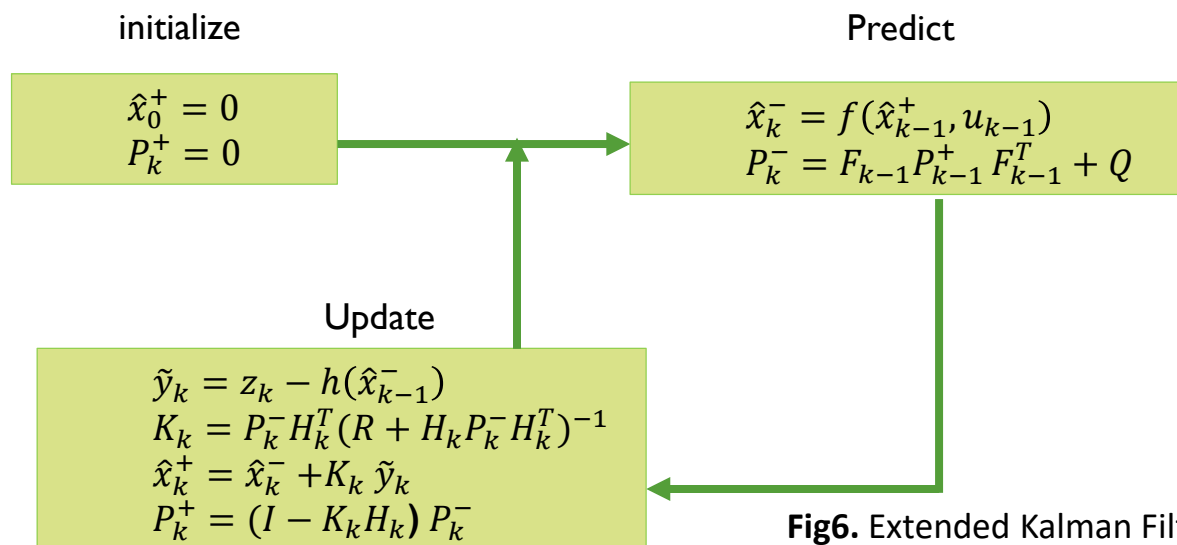 initialize
x̂₀⁺ = 0
Pₖ⁺ = 0
Predict
x̂ₖ⁻ = f(x̂ₖ₋₁⁺, uₖ₋₁)
Pₖ⁻ = Fₖ₋₁Pₖ₋₁⁺ Fₖ₋₁ᵀ + Q
Update
ỹₖ = zₖ − h(x̂ₖ₋₁⁻)
Kₖ = Pₖ⁻Hₖᵀ(R + HₖPₖ⁻Hₖᵀ)⁻¹
x̂ₖ⁺ = x̂ₖ⁻ +Kₖ ỹₖ
Pₖ⁺ = (I − KₖHₖ) Pₖ⁻
Fig6. Extended Kalman Filt